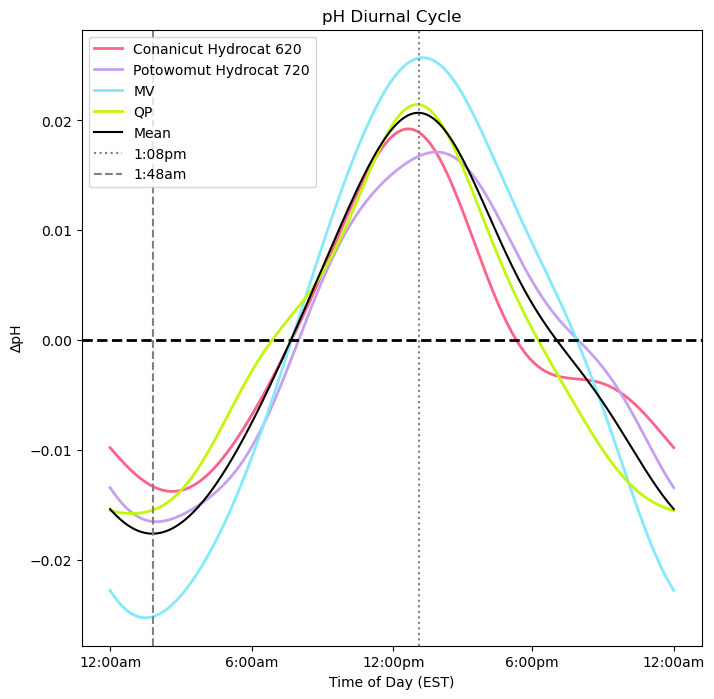 pH Diurnal Cycle
Conanicut Hydrocat 620
Potowomut Hydrocat 720
MV
QP
Mean
1:08pm
1:48am
0.02
0.01
0.00
−0.01
−0.02
ΔpH
12:00am 6:00am 12:00pm 6:00pm 12:00am
Time of Day (EST)